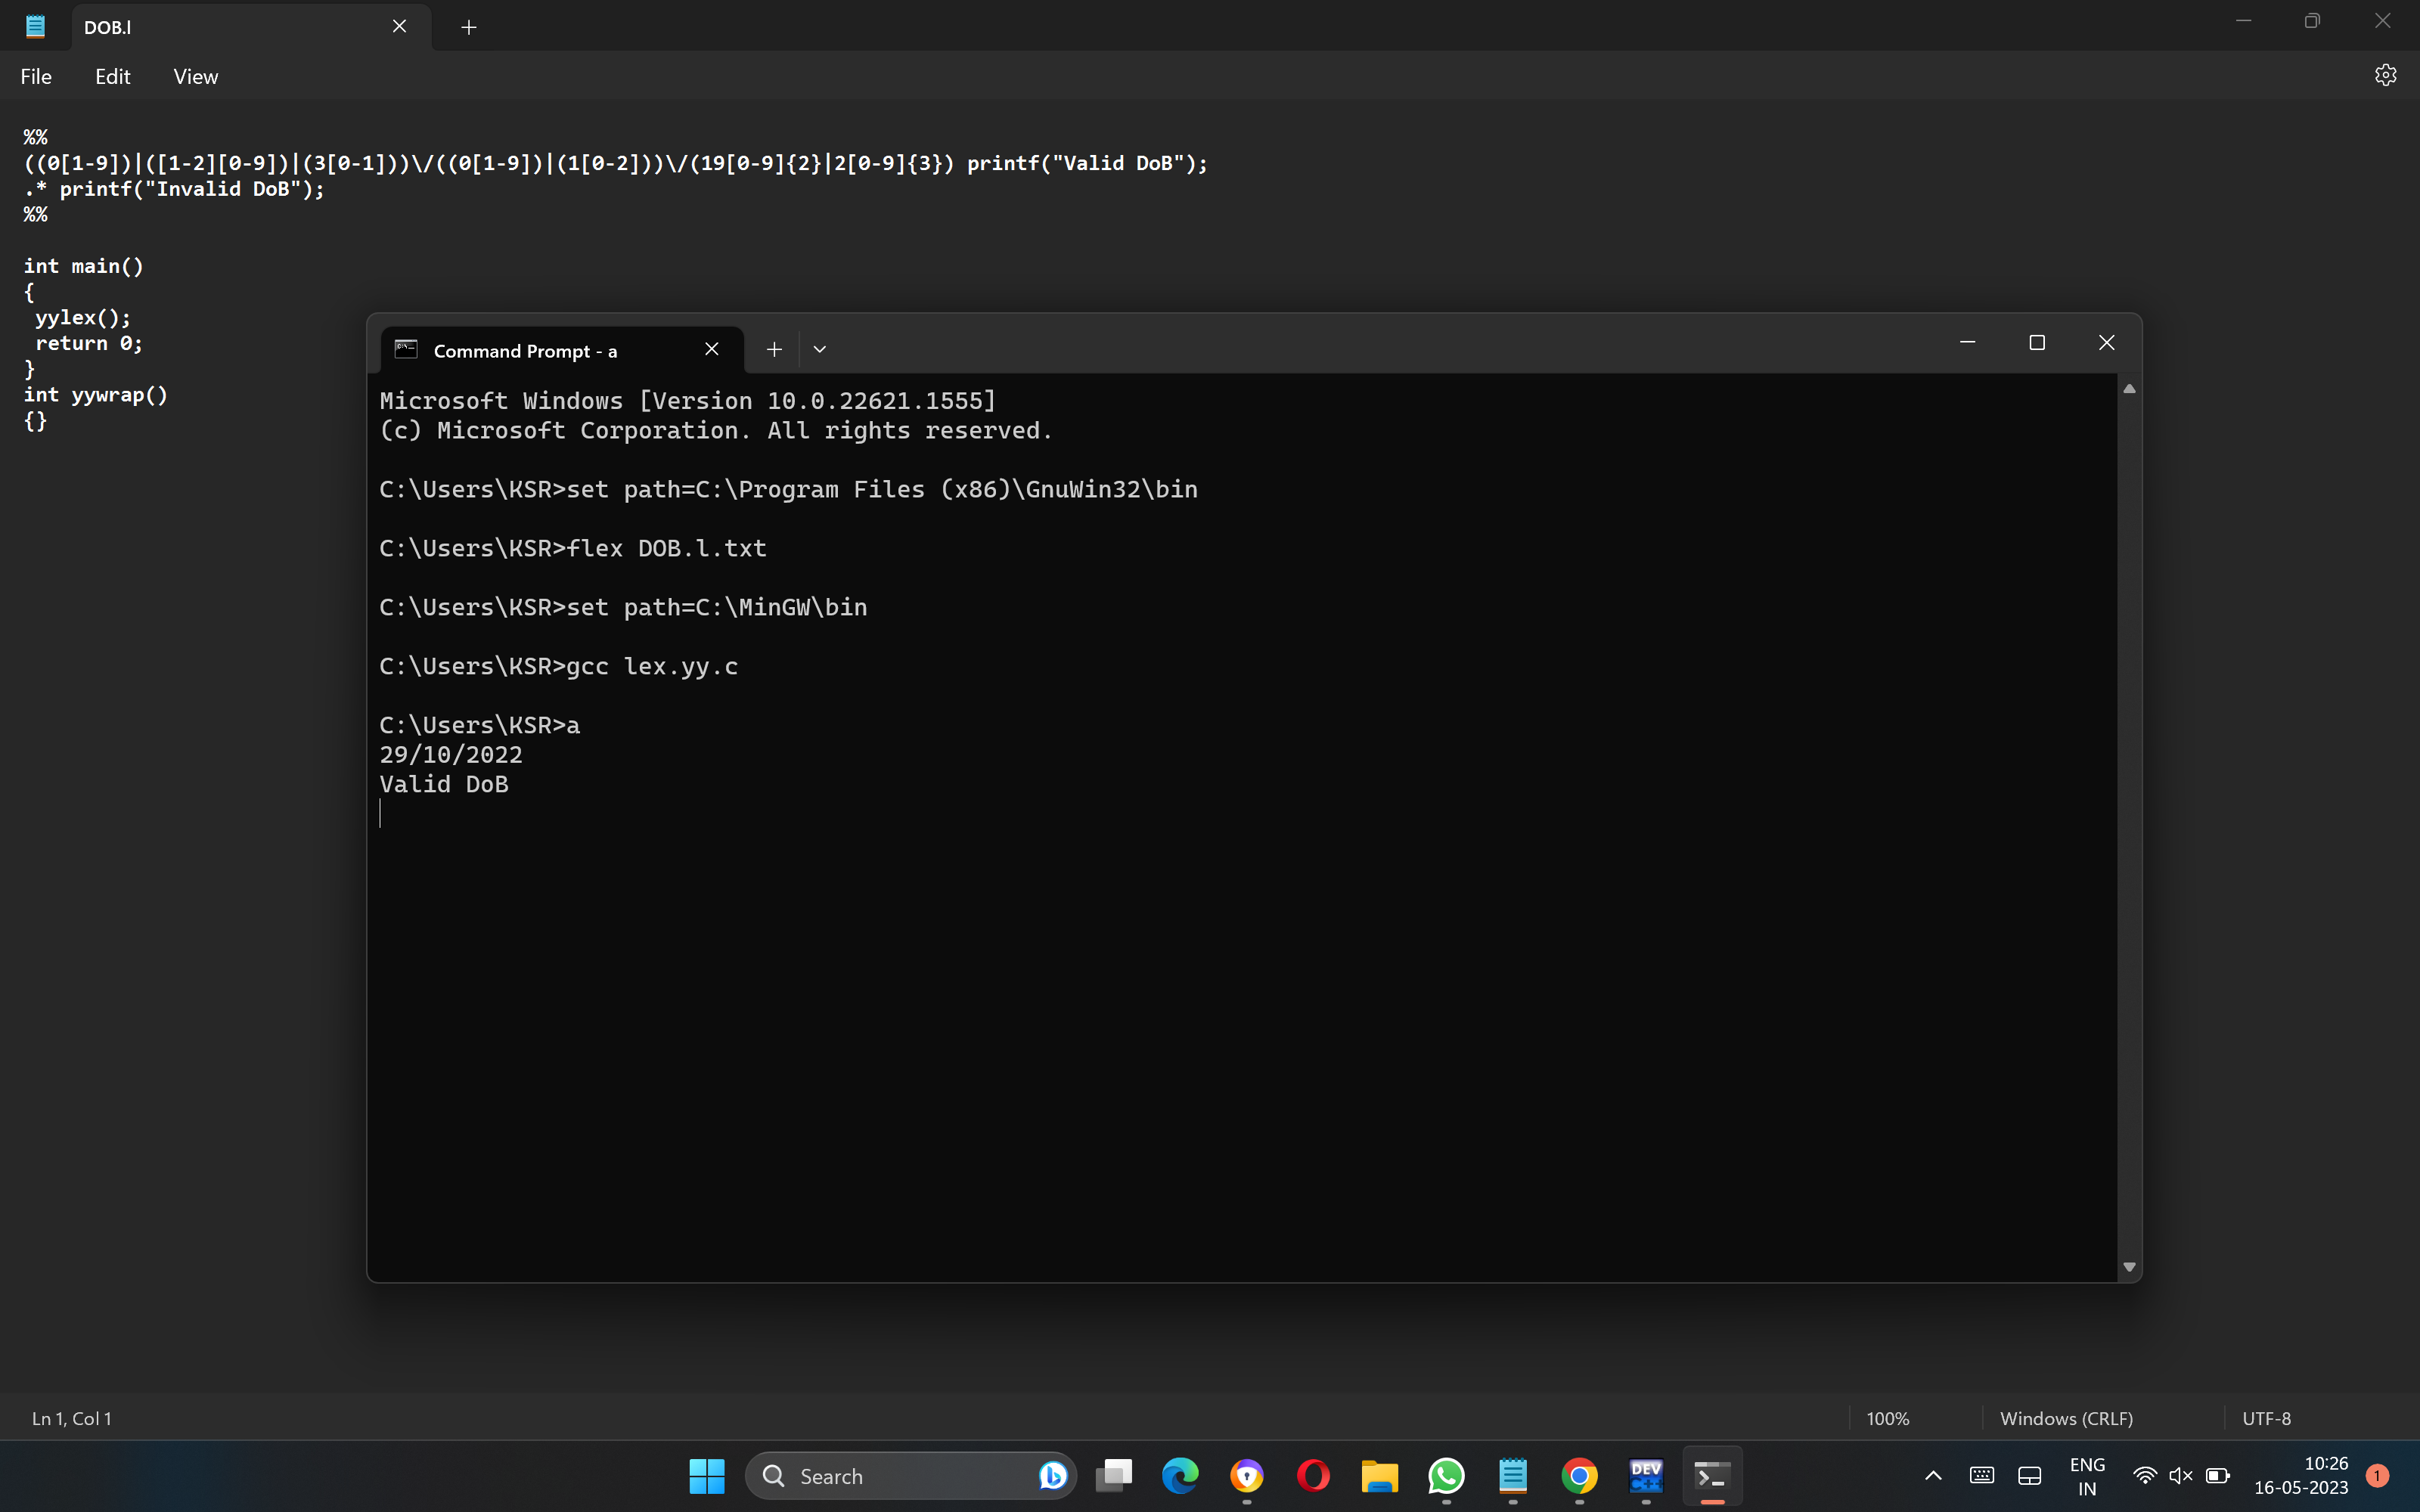 DOB.l
File Edit View
%%
((0[1-9])|([1-2][0-9])|(3[0-1]))\/((0[1-9])|(1[0-2]))\/(19[0-9]{2}|2[0-9]{3}) printf("Valid DoB");
.* printf("Invalid DoB");
%%
int main()
{
 yylex();
 return 0;
}
int yywrap()
{}
Command Prompt - a
Microsoft Windows [Version 10.0.22621.1555]
(c) Microsoft Corporation. All rights reserved.
C:\Users\KSR>set path=C:\Program Files (x86)\GnuWin32\bin
C:\Users\KSR>flex DOB.l.txt
C:\Users\KSR>set path=C:\MinGW\bin
C:\Users\KSR>gcc lex.yy.c
C:\Users\KSR>a
29/10/2022
Valid DoB
Ln 1, Col 1 100% Windows (CRLF) UTF-8
Search DEV C++ ENG 10:26 1
IN 16-05-2023